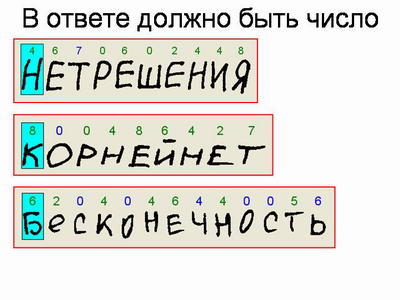 В ответе должно быть число
4 6 7 0 6 0 2 4 4 8
НЕТРЕШЕНИЯ
8 0 0 4 8 6 4 2 7
КОРНЕЙНЕТ
6 2 0 4 0 4 6 4 4 0 0 5 6
БЕСКОНЕЧНОСТЬ